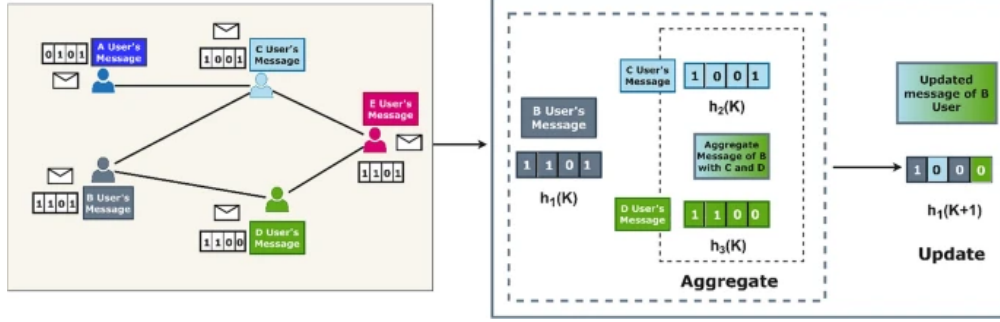 0 1 0 1
A User's
Message
1 0 0 1
C User's
Message
E User's
Message
1 1 0 1
1 1 0 1
B User's
Message
1 1 0 0
D User's
Message
B User's
Message
1 1 0 1
h₁(K)
C User's
Message
1 0 0 1
h₂(K)
Aggregate
Message of B
with C and D
D User's
Message
1 1 0 0
h₃(K)
Aggregate
Updated
message of B
User
1 0 0 0
h₁(K+1)
Update